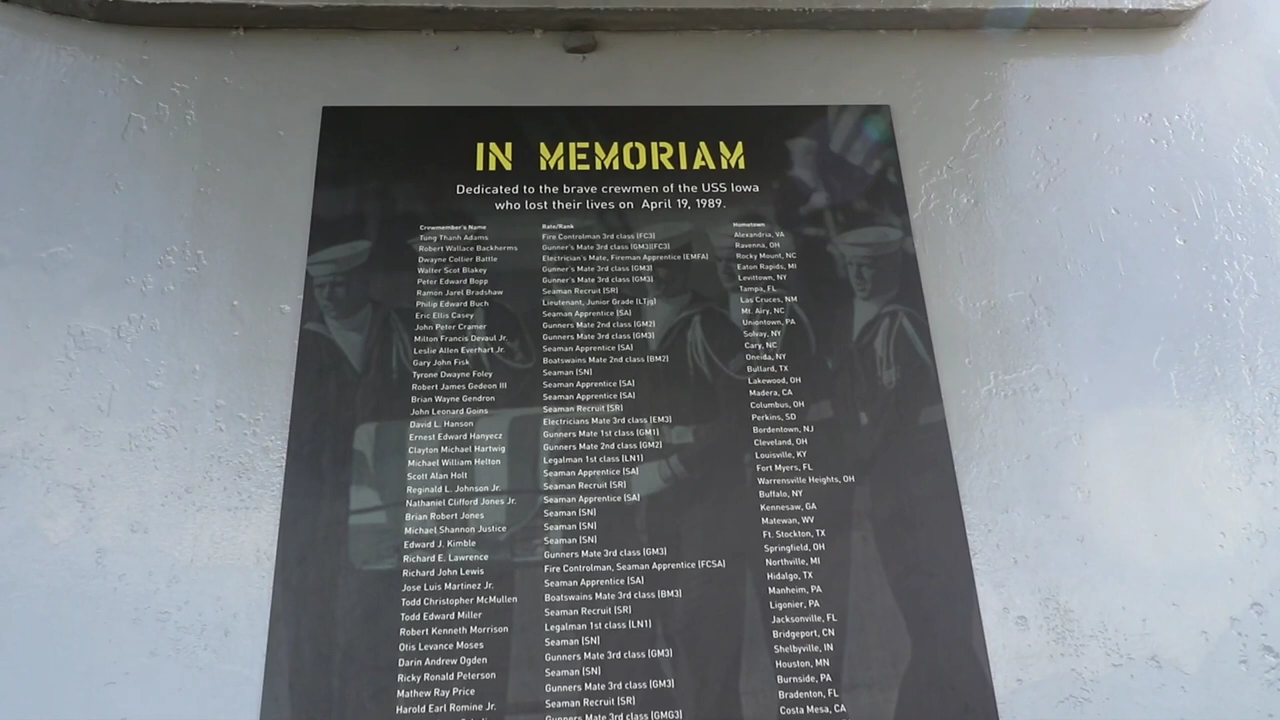 IN MEMORIAM
Dedicated to the brave crewmen of the USS Iowa
who lost their lives on April 19, 1989.
Crewmember's Name Rate/Rank Hometown
Tung Thanh Adams Fire Controlman 3rd class (FC3) Alexandria, VA
Robert Wallace Backherms Gunner's Mate 3rd class (GM3)(FC3) Ravenna, OH
Dwayne Collier Battle Electrician's Mate, Fireman Apprentice (EMFA) Rocky Mount, NC
Walter Scot Blakey Gunner's Mate 3rd class (GM3) Eaton Rapids, MI
Peter Edward Bopp Gunner's Mate 3rd class (GM3) Levittown, NY
Ramon Jarel Bradshaw Seaman Recruit (SR) Tampa, FL
Philip Edward Buch Lieutenant, Junior Grade (LTjg) Las Cruces, NM
Eric Ellis Casey Seaman Apprentice (SA) Mt. Airy, NC
John Peter Cramer Gunners Mate 2nd class (GM2) Uniontown, PA
Milton Francis Devaul Jr. Gunners Mate 3rd class (GM3) Solvay, NY
Leslie Allen Everhart Jr. Seaman Apprentice (SA) Cary, NC
Gary John Fisk Boatswains Mate 2nd class (BM2) Oneida, NY
Tyrone Dwayne Foley Seaman (SN) Bullard, TX
Robert James Gedeon III Seaman Apprentice (SA) Lakewood, OH
Brian Wayne Gendron Seaman Apprentice (SA) Madera, CA
John Leonard Goins Seaman Recruit (SR) Columbus, OH
David L. Hanson Electricians Mate 3rd class (EM3) Perkins, SD
Ernest Edward Hanyecz Gunners Mate 1st class (GM1) Bordentown, NJ
Clayton Michael Hartwig Gunners Mate 2nd class (GM2) Cleveland, OH
Michael William Helton Legalman 1st class (LN1) Louisville, KY
Scott Alan Holt Seaman Apprentice (SA) Fort Myers, FL
Reginald L. Johnson Jr. Seaman Recruit (SR) Warrensville Heights, OH
Nathaniel Clifford Jones Jr. Seaman Apprentice (SA) Buffalo, NY
Brian Robert Jones Seaman (SN) Kennesaw, GA
Michael Shannon Justice Seaman (SN) Matewan, WV
Edward J. Kimble Seaman (SN) Ft. Stockton, TX
Richard E. Lawrence Gunners Mate 3rd class (GM3) Springfield, OH
Richard John Lewis Fire Controlman, Seaman Apprentice (FCSA) Northville, MI
Jose Luis Martinez Jr. Seaman Apprentice (SA) Hidalgo, TX
Todd Christopher McMullen Boatswains Mate 3rd class (BM3) Manheim, PA
Todd Edward Miller Seaman Recruit (SR) Ligonier, PA
Robert Kenneth Morrison Legalman 1st class (LN1) Jacksonville, FL
Otis Levance Moses Seaman (SN) Bridgeport, CN
Darin Andrew Ogden Gunners Mate 3rd class (GM3) Shelbyville, IN
Ricky Ronald Peterson Seaman (SN) Houston, MN
Mathew Ray Price Gunners Mate 3rd class (GM3) Burnside, PA
Harold Earl Romine Jr. Seaman Recruit (SR) Bradenton, FL
Gunners Mate 3rd class (GMG3) Costa Mesa, CA